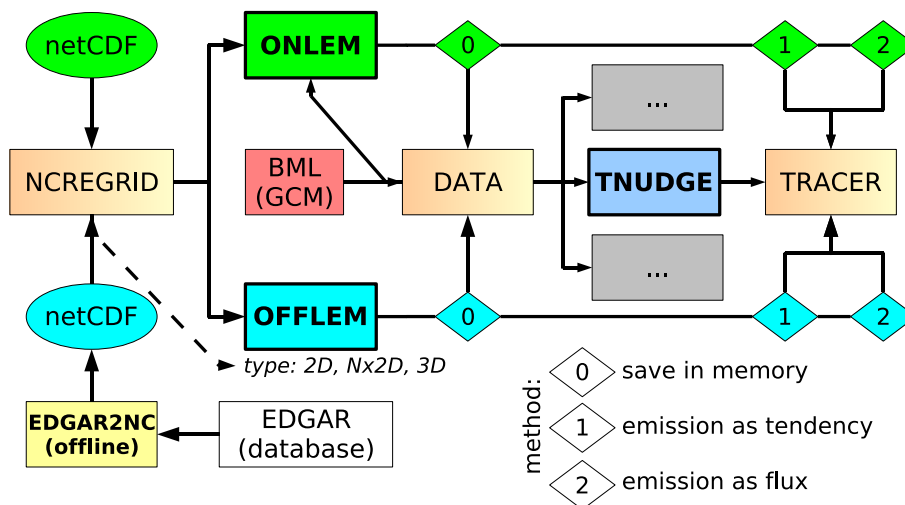 netCDF
ONLEM
0
1
2
...
NCREGRID
BML
(GCM)
DATA
TNUDGE
TRACER
...
netCDF
OFFLEM
0
1
2
type: 2D, Nx2D, 3D
EDGAR2NC
(offline)
EDGAR
(database)
method:
0 save in memory
1 emission as tendency
2 emission as flux